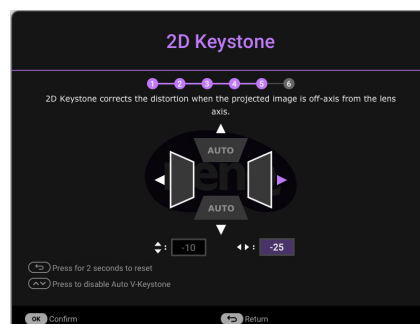 2D Keystone
1 2 3 4 5 6
2D Keystone corrects the distortion when the projected image is off-axis from the lens
axis.
AUTO
AUTO
: -10 : -25
Press for 2 seconds to reset
Press to disable Auto V-Keystone
OK Confirm Return